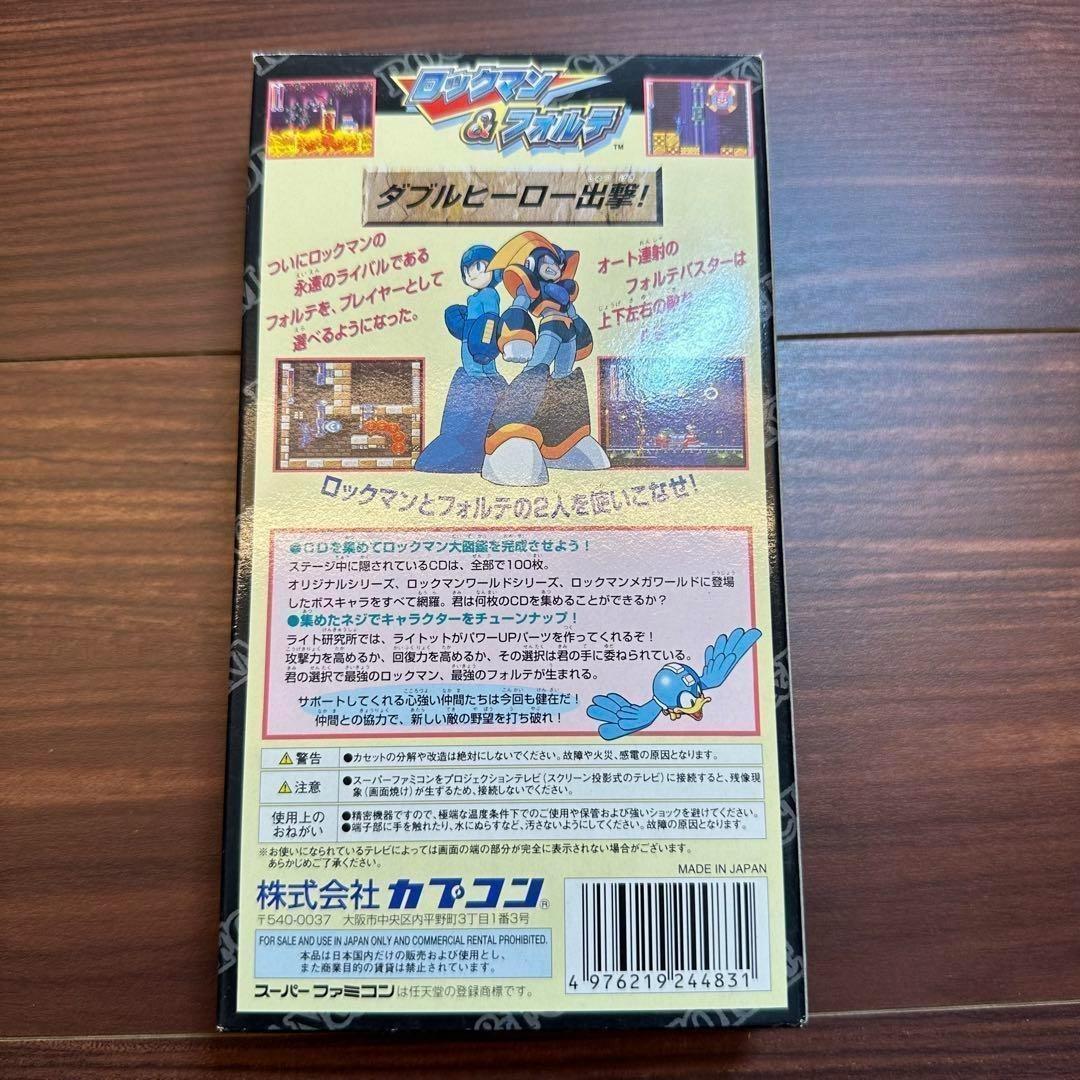 ロックマン
&フォルテ
TM
ダブルヒーロー出撃!
ついにロックマンの
永遠のライバルである
フォルテを、プレイヤーとして
選べるようになった。
オート連射の
フォルテバスターは
上下左右の敵
ロックマンとフォルテの2人を使いこなせ!
●CDを集めてロックマン大図鑑を完成させよう!
ステージ中に隠されているCDは、全部で100枚。
オリジナルシリーズ、ロックマンワールドシリーズ、ロックマンメガワールドに登場
したボスキャラをすべて網羅。君は何枚のCDを集めることができるか?
●集めたネジでキャラクターをチューンナップ!
ライト研究所では、ライットがパワーUPパーツを作ってくれるぞ!
攻撃力を高めるか、回復力を高めるか、その選択は君の手に委ねられている。
君の選択で最強のロックマン、最強のフォルテが生まれる。
サポートしてくれる心強い仲間たちは今回も健在だ!
仲間との協力で、新しい敵の野望を打ち破れ!
⚠警告 ●カセットの分解や改造は絶対にしないでください。故障や火災、感電の原因となります。
⚠注意 ●スーパーファミコンをプロジェクションテレビ(スクリーン投影式のテレビ)に接続すると、残像現
象(画面焼け)が生ずるため、接続しないでください。
使用上の
おねがい
●精密機器ですので、極端な温度条件下でのご使用や保管および強いショックを避けてください。
●端子部に手を触れたり、水にぬらすなど、汚さないようにしてください。故障の原因となります。
※お使いになられているテレビによっては画面の端の部分が完全に表示されない場合がございます。
あらかじめご了承ください。
MADE IN JAPAN
株式会社 カプコン®
〒540-0037 大阪市中央区内平野町3丁目1番3号
FOR SALE AND USE IN JAPAN ONLY AND COMMERCIAL RENTAL PROHIBITED.
本品は日本国内だけの販売および使用とし、
また商業目的の賃貸は禁止されています。
スーパーファミコンは任天堂の登録商標です。
4 976219 244831